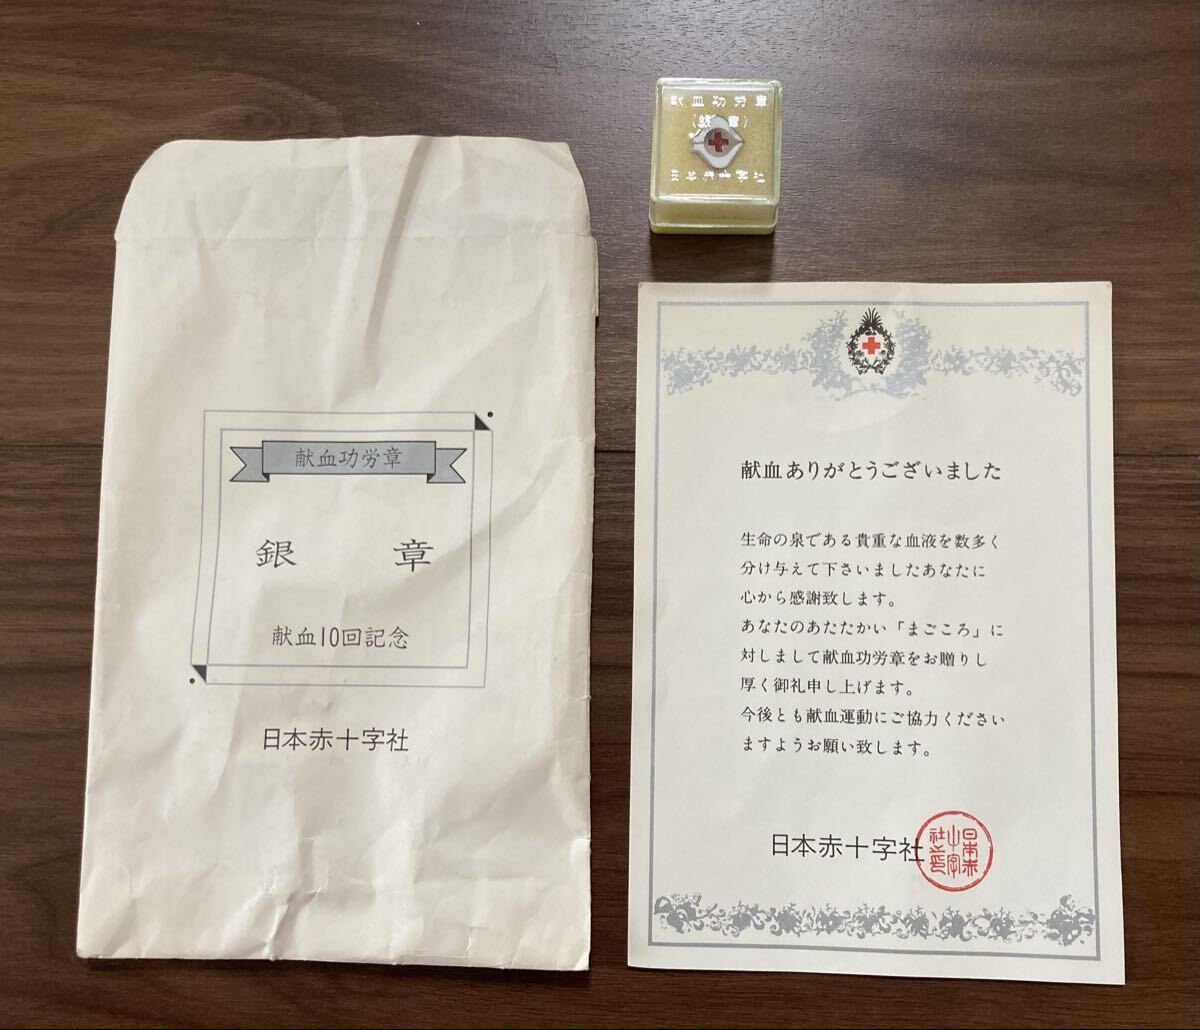 献血功労章
銀 章
献血10回記念
日本赤十字社
献血功労章
(銀章)
日本赤十字社
献血ありがとうございました
生命の泉である貴重な血液を数多く
分け与えて下さいましたあなたに
心から感謝致します。
あなたのあたたかい「まごころ」に
対しまして献血功労章をお贈りし
厚く御礼申し上げます。
今後とも献血運動にご協力ください
ますようお願い致します。
日本赤十字社